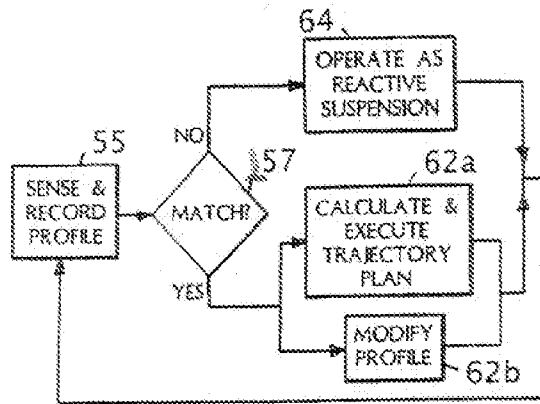 64
OPERATE AS
REACTIVE
SUSPENSION
55
NO
57
SENSE &
RECORD
PROFILE
MATCH?
62a
CALCULATE &
EXECUTE
TRAJECTORY
PLAN
YES
MODIFY
PROFILE
62b